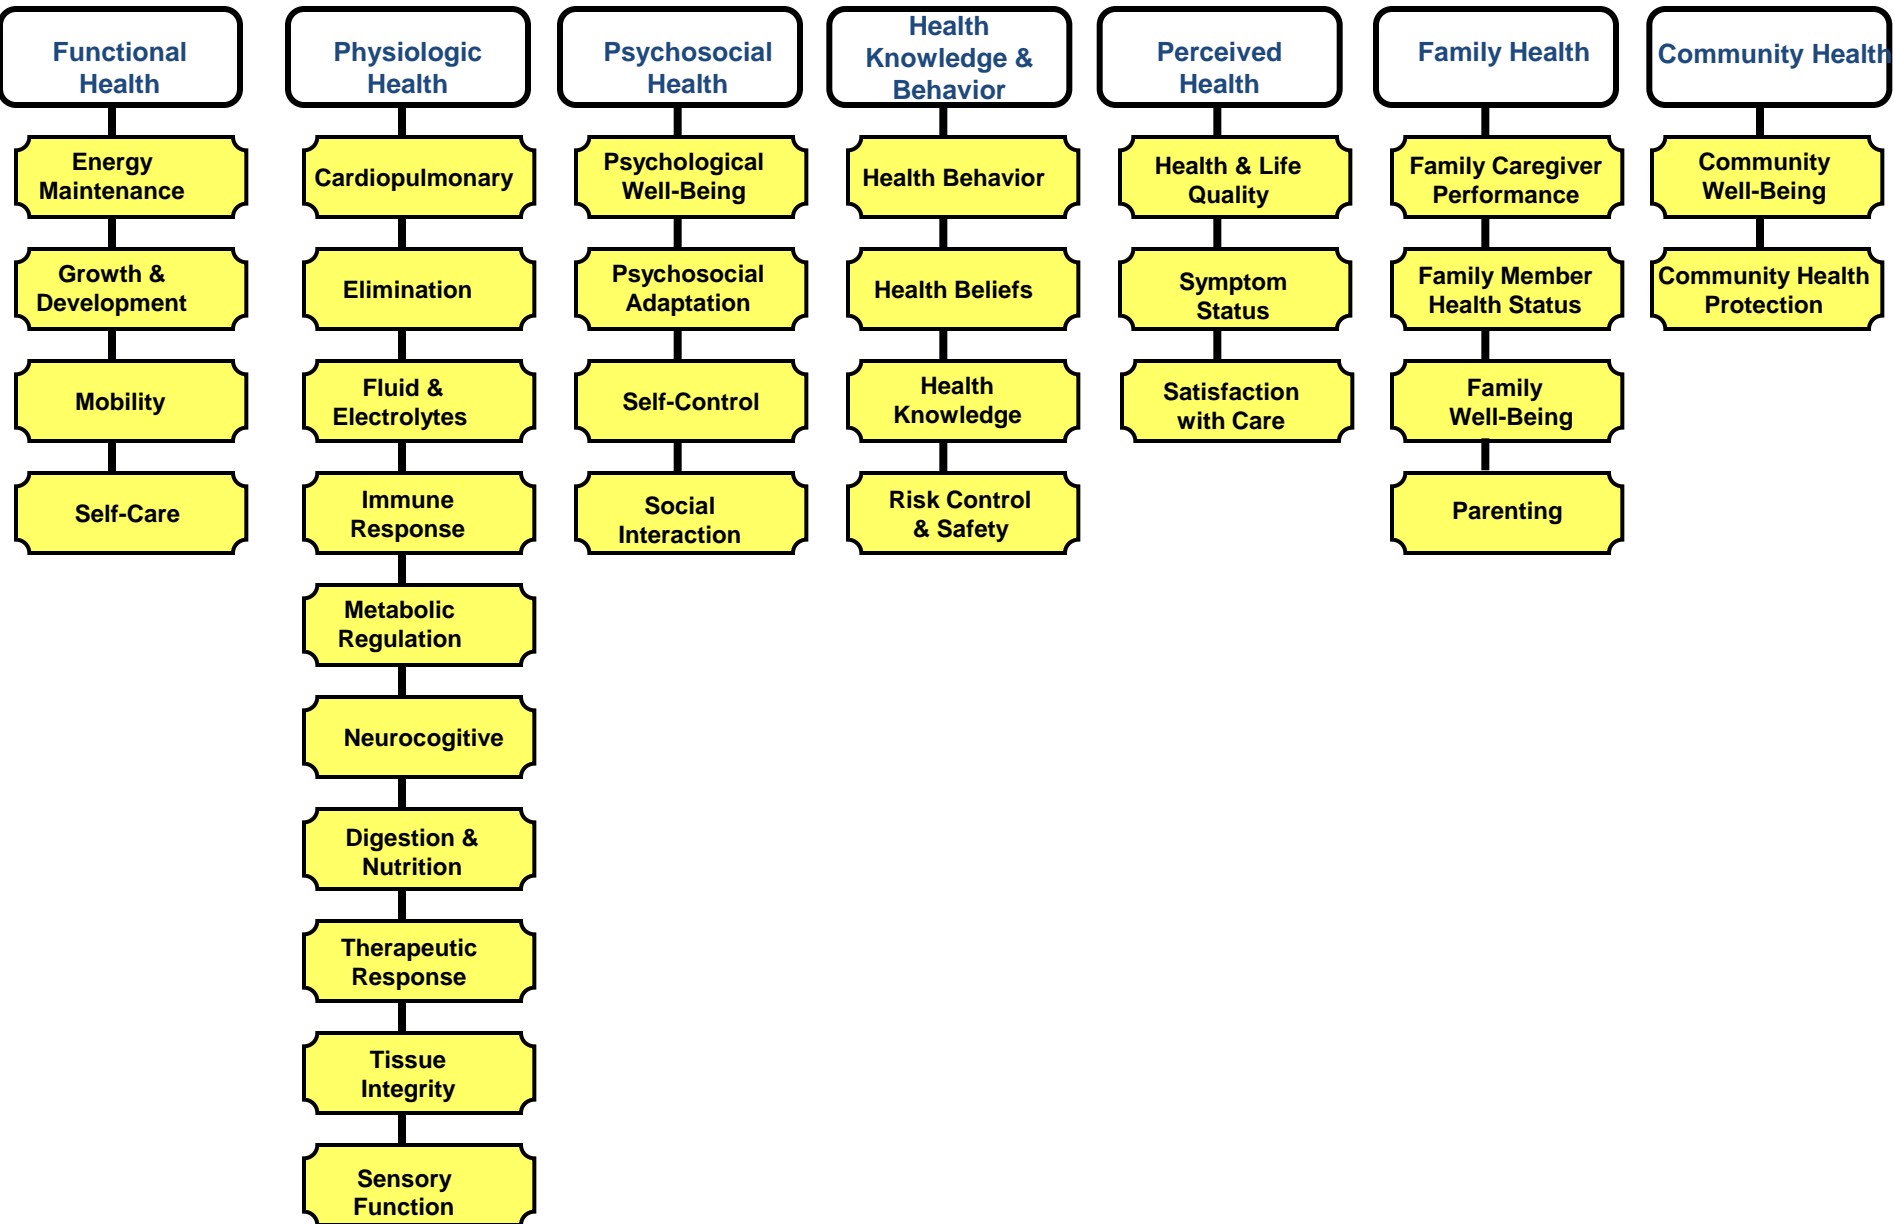 Functional
Health
Energy
Maintenance
Growth &
Development
Mobility
Self-Care
Physiologic
Health
Cardiopulmonary
Elimination
Fluid &
Electrolytes
Immune
Response
Metabolic
Regulation
Neurocogitive
Digestion &
Nutrition
Therapeutic
Response
Tissue
Integrity
Sensory
Function
Psychosocial
Health
Psychological
Well-Being
Psychosocial
Adaptation
Self-Control
Social
Interaction
Health
Knowledge &
Behavior
Health Behavior
Health Beliefs
Health
Knowledge
Risk Control
& Safety
Perceived
Health
Health & Life
Quality
Symptom
Status
Satisfaction
with Care
Family Health
Family Caregiver
Performance
Family Member
Health Status
Family
Well-Being
Parenting
Community Health
Community
Well-Being
Community Health
Protection